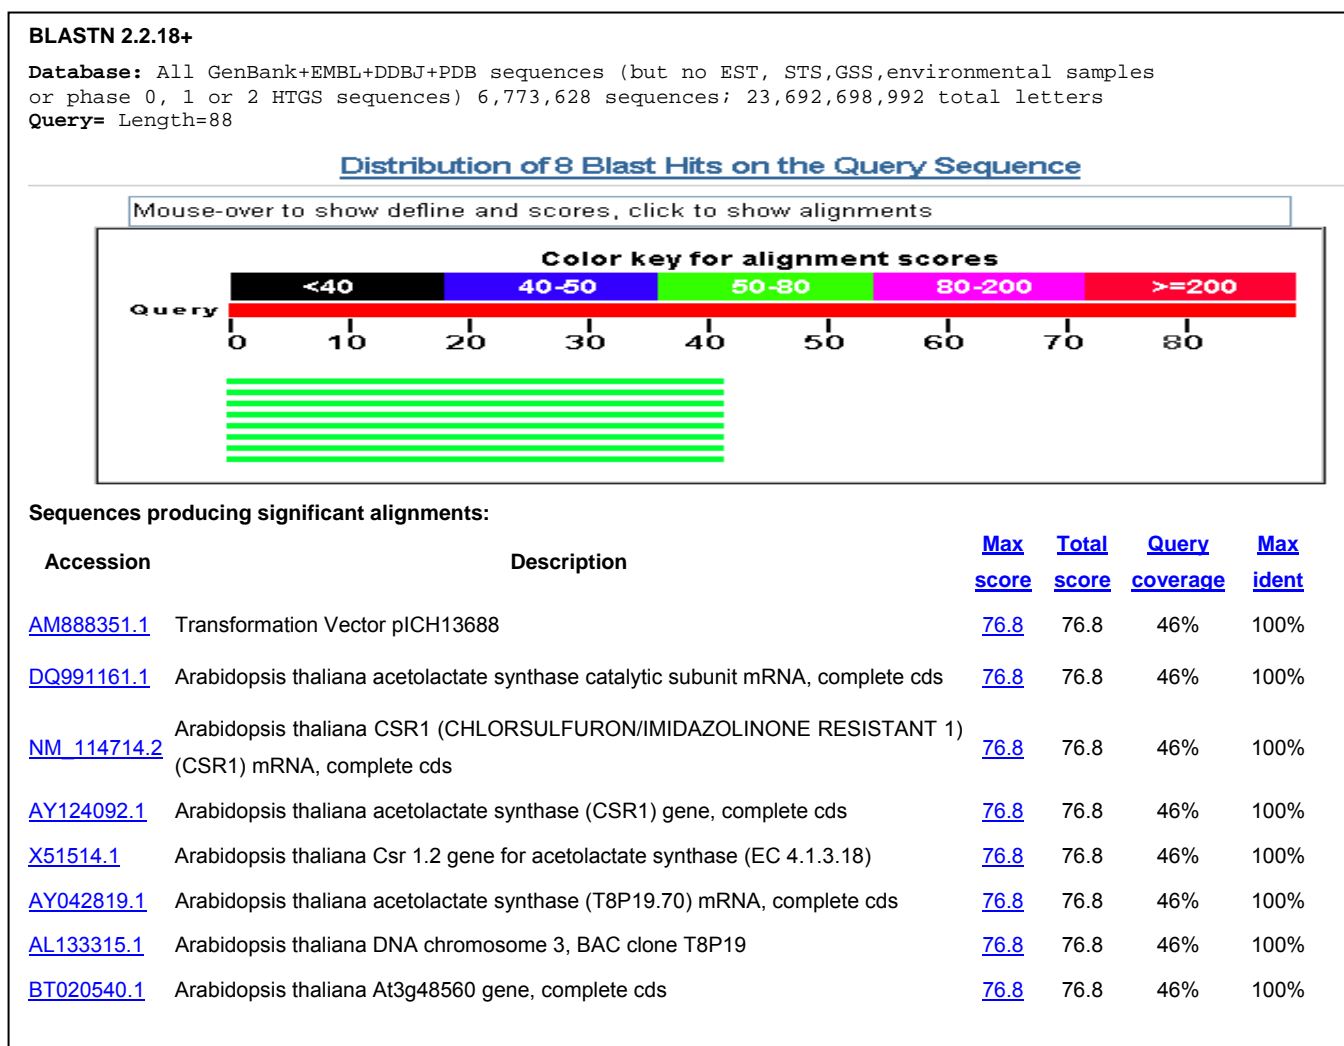 BLASTN 2.2.18+
Database: All GenBank+EMBL+DDBJ+PDB sequences (but no EST, STS,GSS,environmental samples
or phase 0, 1 or 2 HTGS sequences) 6,773,628 sequences; 23,692,698,992 total letters
Query= Length=88
Distribution of 8 Blast Hits on the Query Sequence
Mouse-over to show defline and scores, click to show alignments
Color key for alignment scores
<40 40-50 50-80 80-200 >=200
Query
0 10 20 30 40 50 60 70 80
Sequences producing significant alignments:
Accession Description Max score Total score Query coverage Max ident
AM888351.1 Transformation Vector pICH13688 76.8 76.8 46% 100%
DQ991161.1 Arabidopsis thaliana acetolactate synthase catalytic subunit mRNA, complete cds 76.8 76.8 46% 100%
NM_114714.2 Arabidopsis thaliana CSR1 (CHLORSULFURON/IMIDAZOLINONE RESISTANT 1)
(CSR1) mRNA, complete cds 76.8 76.8 46% 100%
AY124092.1 Arabidopsis thaliana acetolactate synthase (CSR1) gene, complete cds 76.8 76.8 46% 100%
X51514.1 Arabidopsis thaliana Csr 1.2 gene for acetolactate synthase (EC 4.1.3.18) 76.8 76.8 46% 100%
AY042819.1 Arabidopsis thaliana acetolactate synthase (T8P19.70) mRNA, complete cds 76.8 76.8 46% 100%
AL133315.1 Arabidopsis thaliana DNA chromosome 3, BAC clone T8P19 76.8 76.8 46% 100%
BT020540.1 Arabidopsis thaliana At3g48560 gene, complete cds 76.8 76.8 46% 100%